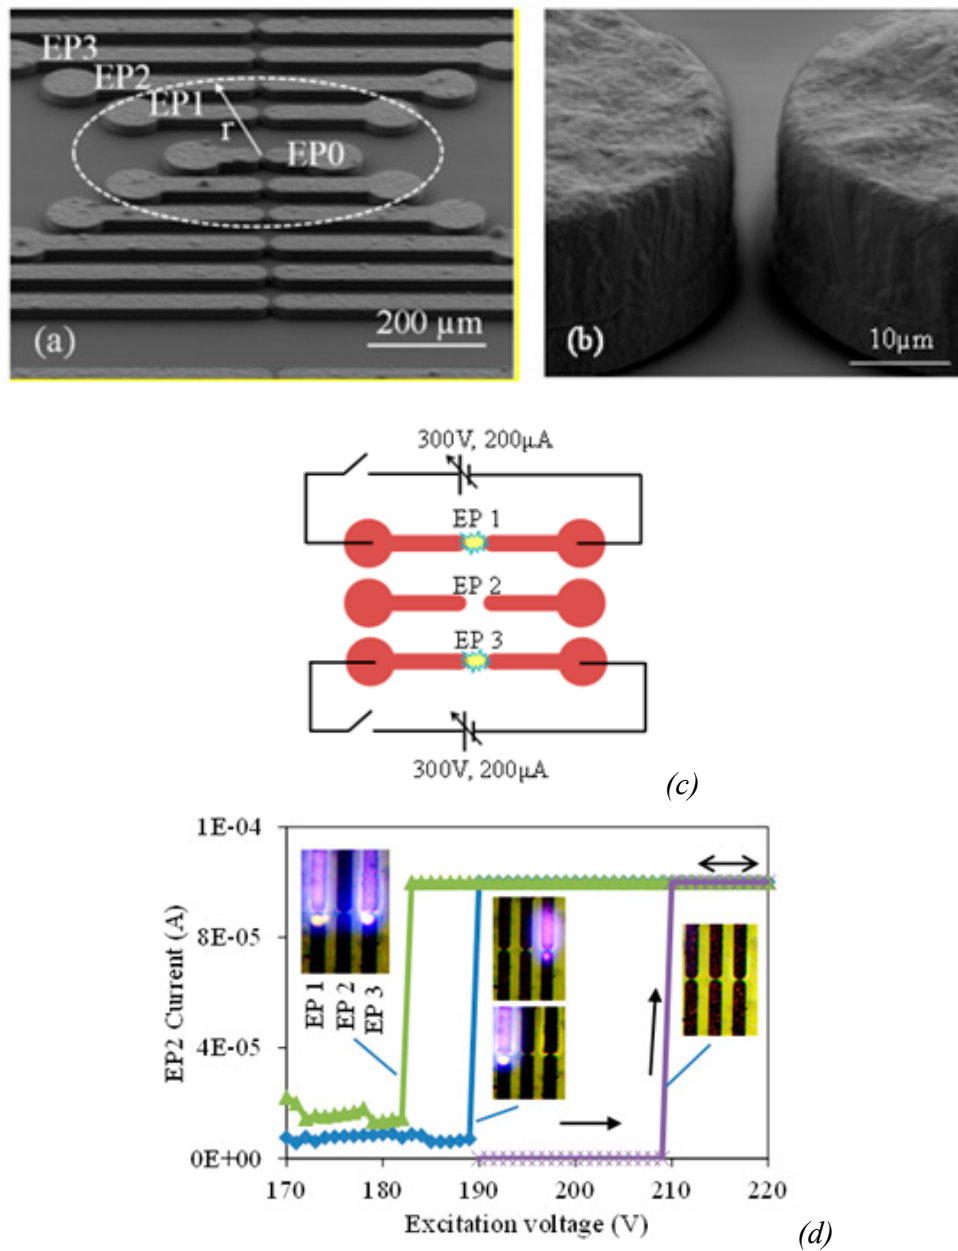 EP3
EP2
EP1
r
EP0
(a)
200 µm
(b)
10µm
300V, 200µA
EP 1
EP 2
EP 3
300V, 200µA
(c)
1E-04
8E-05
4E-05
0E+00
EP2 Current (A)
EP 1
EP 2
EP 3
170 180 190 200 210 220
Excitation voltage (V)
(d)